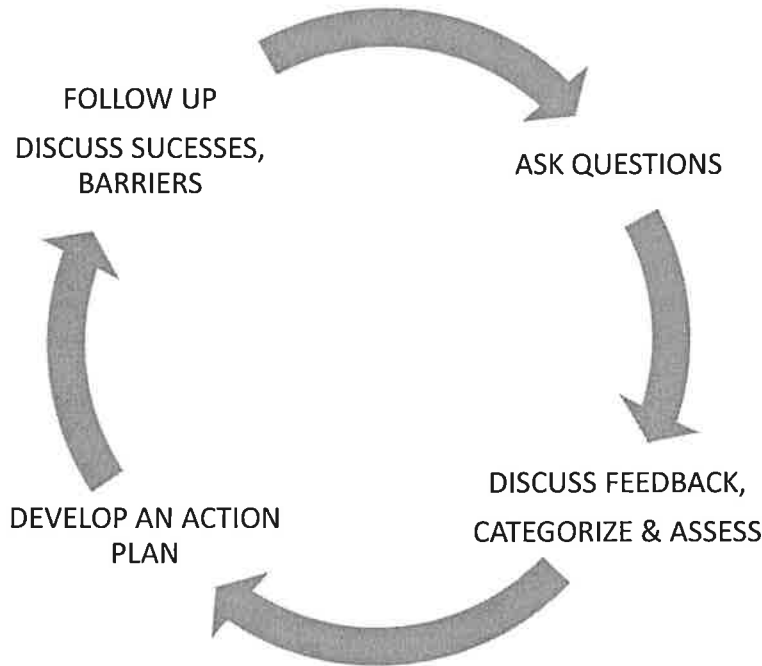 FOLLOW UP
DISCUSS SUCESSES,
BARRIERS
ASK QUESTIONS
DISCUSS FEEDBACK,
CATEGORIZE & ASSESS
DEVELOP AN ACTION
PLAN